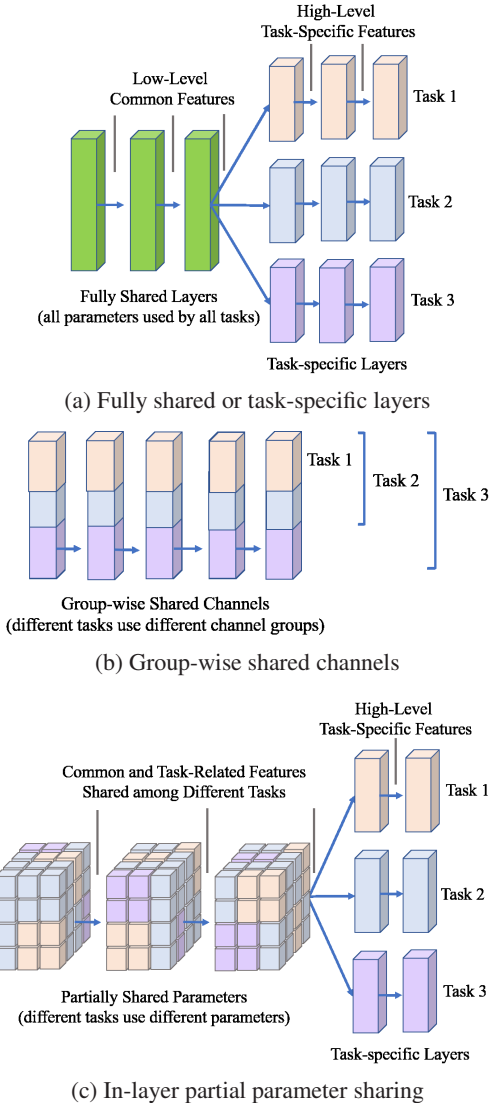 High-Level
Task-Specific Features
Low-Level
Common Features
Task 1
Task 2
Task 3
Fully Shared Layers
(all parameters used by all tasks)
Task-specific Layers
(a) Fully shared or task-specific layers
Task 1
Task 2
Task 3
Group-wise Shared Channels
(different tasks use different channel groups)
(b) Group-wise shared channels
High-Level
Task-Specific Features
Common and Task-Related Features
Shared among Different Tasks
Task 1
Task 2
Task 3
Partially Shared Parameters
(different tasks use different parameters)
Task-specific Layers
(c) In-layer partial parameter sharing